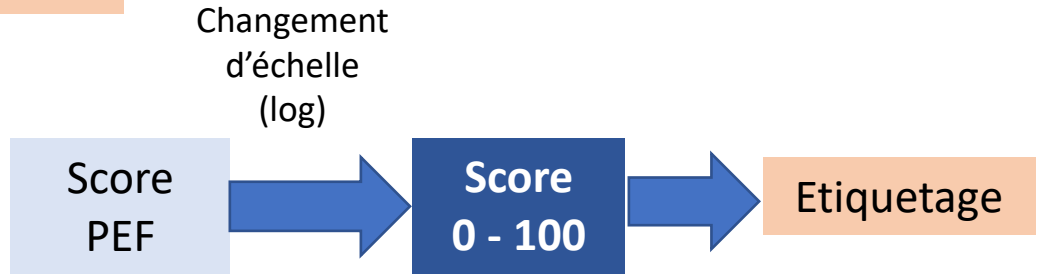 Changement
d’échelle
(log)
Score
PEF
Score
0 - 100
Etiquetage